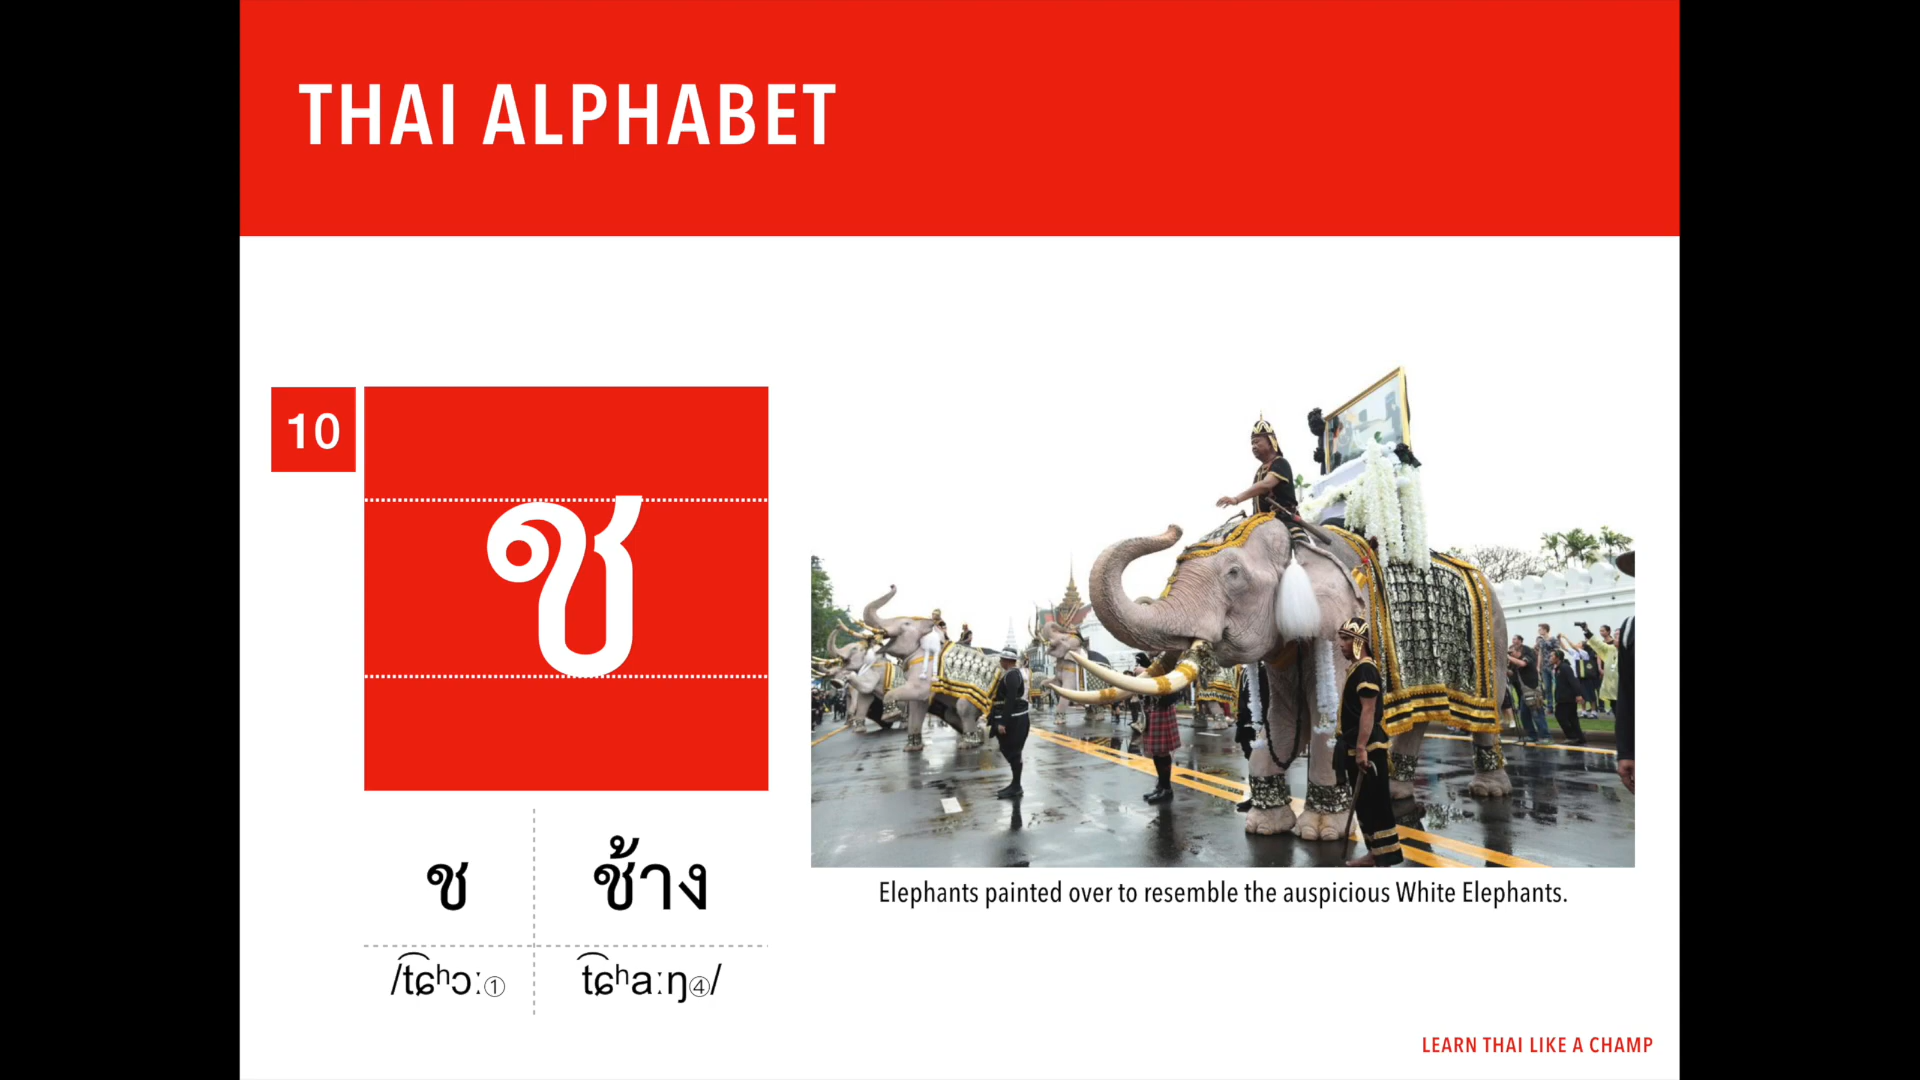 THAI ALPHABET
10
ช
ช ช้าง
/t͡ɕʰɔː① t͡ɕʰaːŋ④/
Elephants painted over to resemble the auspicious White Elephants.
LEARN THAI LIKE A CHAMP